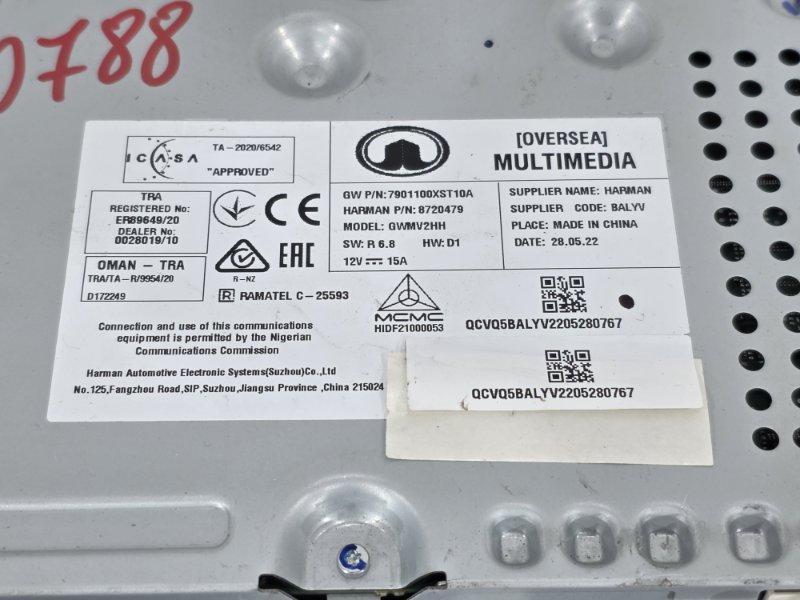 0788
ICASA
TA - 2020/6542
"APPROVED"
TRA
REGISTERED No:
ER89649/20
DEALER No:
0028019/10
CE
OMAN - TRA
TRA/TA-R/9954/20
D172249
R-NZ
EAC
R RAMATEL C-25593
MCMC
HIDF21000053
Connection and use of this communications
equipment is permitted by the Nigerian
Communications Commission
Harman Automotive Electronic Systems(Suzhou)Co.,Ltd
No.125,Fangzhou Road,SIP,Suzhou,Jiangsu Province ,China 215024
[OVERSEA]
MULTIMEDIA
GW P/N: 7901100XST10A
HARMAN P/N: 8720479
MODEL: GWMV2HH
SW: R 6.8 HW: D1
12V 15A
SUPPLIER NAME: HARMAN
SUPPLIER CODE: BALYV
PLACE: MADE IN CHINA
DATE: 28.05.22
QCVQ5BALYV2205280767
QCVQ5BALYV2205280767